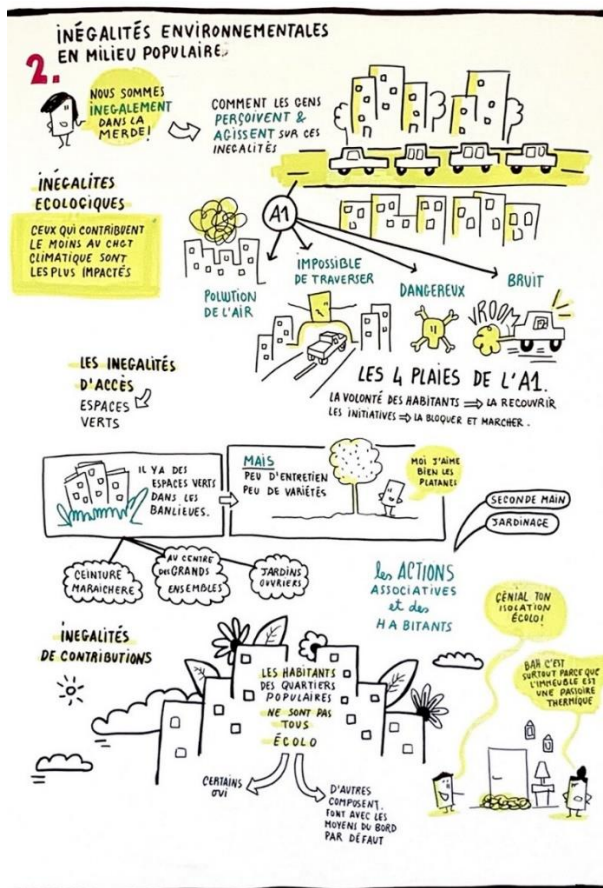 2.
INÉGALITÉS ENVIRONNEMENTALES
EN MILIEU POPULAIRE.
NOUS SOMMES
INEGALEMENT
DANS LA
MERDE!
COMMENT LES GENS
PERÇOIVENT &
AGISSENT SUR CES
INEGALITÉS
INÉGALITES
ECOLOGIQUES
CEUX QUI CONTRIBUENT
LE MOINS AU CHGT
CLIMATIQUE SONT
LES PLUS IMPACTÉS
A1
POLLUTION
DE L'AIR
IMPOSSIBLE
DE TRAVERSER
DANGEREUX
BRUIT
VROOM
LES 4 PLAIES DE L'A1.
LA VOLONTÉ DES HABITANTS ⇒ LA RECOUVRIR
LES INITIATIVES ⇒ LA BLOQUER ET MARCHER.
LES INEGALITÉS
D'ACCÈS
ESPACES
VERTS
IL Y A DES
ESPACES VERTS
DANS LES
BANLIEUES.
MAIS
PEU D'ENTRETIEN
PEU DE VARIÉTÉS
MOI J'AIME
BIEN LES
PLATANES
CEINTURE
MARAICHERE
AU CENTRE
DES GRANDS
ENSEMBLES
JARDINS
OUVRIERS
les ACTIONS
ASSOCIATIVES
et des
HABITANTS
SECONDE MAIN
JARDINAGE
INEGALITÉS
DE CONTRIBUTIONS
LES HABITANTS
DES QUARTIERS
POPULAIRES
NE SONT PAS
TOUS
ÉCOLO
CERTAINS
OUI
D'AUTRES
COMPOSENT.
FONT AVEC LES
MOYENS DU BORD
PAR DÉFAUT
GÉNIAL TON
ISOLATION
ÉCOLO!
BAH C'EST
SURTOUT PARCE QUE
L'IMMEUBLE EST
UNE PASSOIRE
THERMIQUE